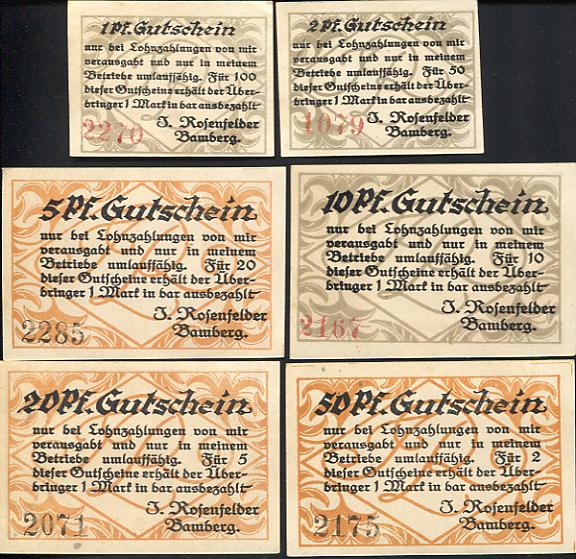 1 Pf. Gutschein
nur bei Lohnzahlungen von mir
verausgabt und nur in meinem
Betriebe umlauffähig. Für 100
dieser Gutscheine erhält der Über-
bringer 1 Mark in bar ausbezahlt
J. Rosenfelder
2270
Bamberg.
2 Pf. Gutschein
nur bei Lohnzahlungen von mir
verausgabt und nur in meinem
Betriebe umlauffähig. Für 50
dieser Gutscheine erhält der Über-
bringer 1 Mark in bar ausbezahlt
J. Rosenfelder
1079
Bamberg.
5 Pf. Gutschein
nur bei Lohnzahlungen von mir
verausgabt und nur in meinem
Betriebe umlauffähig. Für 20
dieser Gutscheine erhält der Über-
bringer 1 Mark in bar ausbezahlt
J. Rosenfelder
2285
Bamberg.
10 Pf. Gutschein
nur bei Lohnzahlungen von mir
verausgabt und nur in meinem
Betriebe umlauffähig. Für 10
dieser Gutscheine erhält der Über-
bringer 1 Mark in bar ausbezahlt
J. Rosenfelder
2167
Bamberg.
20 Pf. Gutschein
nur bei Lohnzahlungen von mir
verausgabt und nur in meinem
Betriebe umlauffähig. Für 5
dieser Gutscheine erhält der Über-
bringer 1 Mark in bar ausbezahlt
J. Rosenfelder
2071
Bamberg.
50 Pf. Gutschein
nur bei Lohnzahlungen von mir
verausgabt und nur in meinem
Betriebe umlauffähig. Für 2
dieser Gutscheine erhält der Über-
bringer 1 Mark in bar ausbezahlt
J. Rosenfelder
2175
Bamberg.